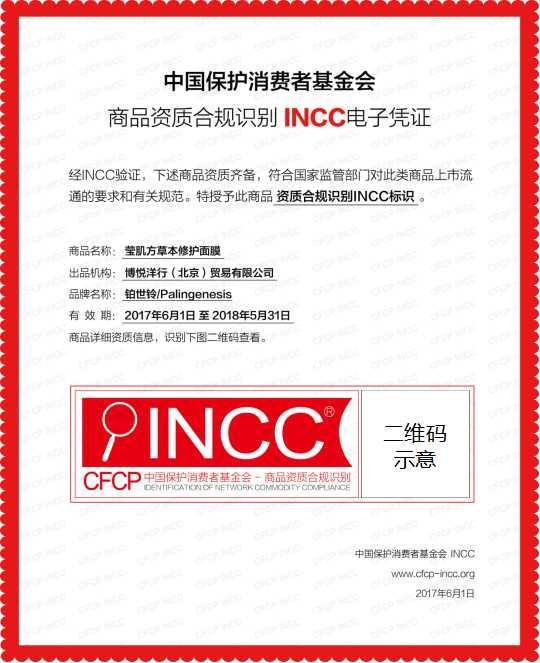 中国保护消费者基金会
商品资质合规识别 INCC电子凭证
经INCC验证，下述商品资质齐备，符合国家监管部门对此类商品上市流
通的要求和有关规范。特授予此商品 资质合规识别INCC标识 。
商品名称： 莹肌方草本修护面膜
出品机构： 博悦洋行（北京）贸易有限公司
品牌名称： 铂世铃/Palingenesis
有 效 期： 2017年6月1日 至 2018年5月31日
商品详细资质信息，识别下图二维码查看。
INCC®
CFCP 中国保护消费者基金会 – 商品资质合规识别
IDENTIFICATION OF NETWORK COMMODITY COMPLIANCE
二维码
示意
中国保护消费者基金会 INCC
www.cfcp-incc.org
2017年6月1日